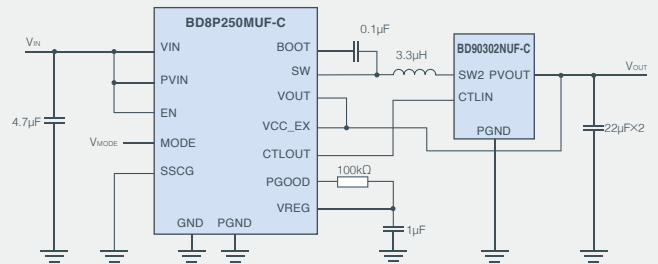 BD8P250MUF-C
BD90302NUF-C
VIN
VIN
PVIN
EN
MODE
SSCG
GND
PGND
BOOT
SW
VOUT
VCC_EX
CTLOUT
PGOOD
VREG
4.7µF
VMODE
0.1µF
3.3µH
100kΩ
1µF
SW2
PVOUT
CTLIN
PGND
VOUT
22µF×2